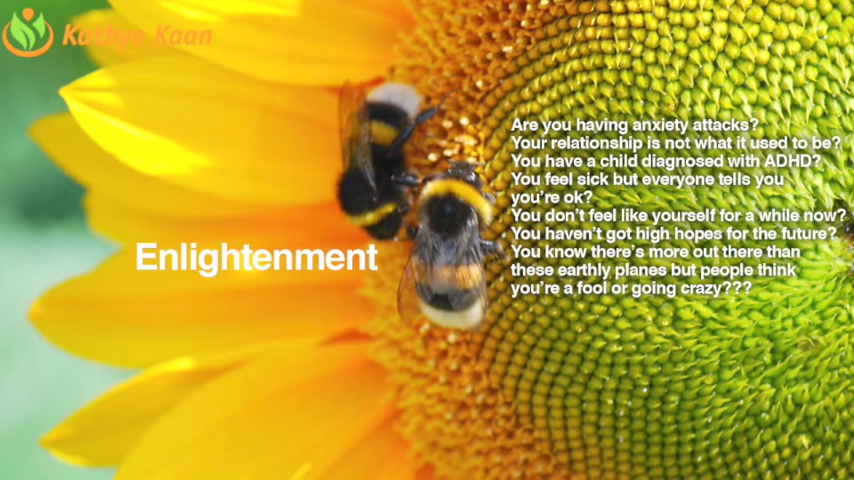 Kathye Kaan
Enlightenment
Are you having anxiety attacks?
Your relationship is not what it used to be?
You have a child diagnosed with ADHD?
You feel sick but everyone tells you
you're ok?
You don't feel like yourself for a while now?
You haven't got high hopes for the future?
You know there's more out there than
these earthly planes but people think
you're a fool or going crazy???